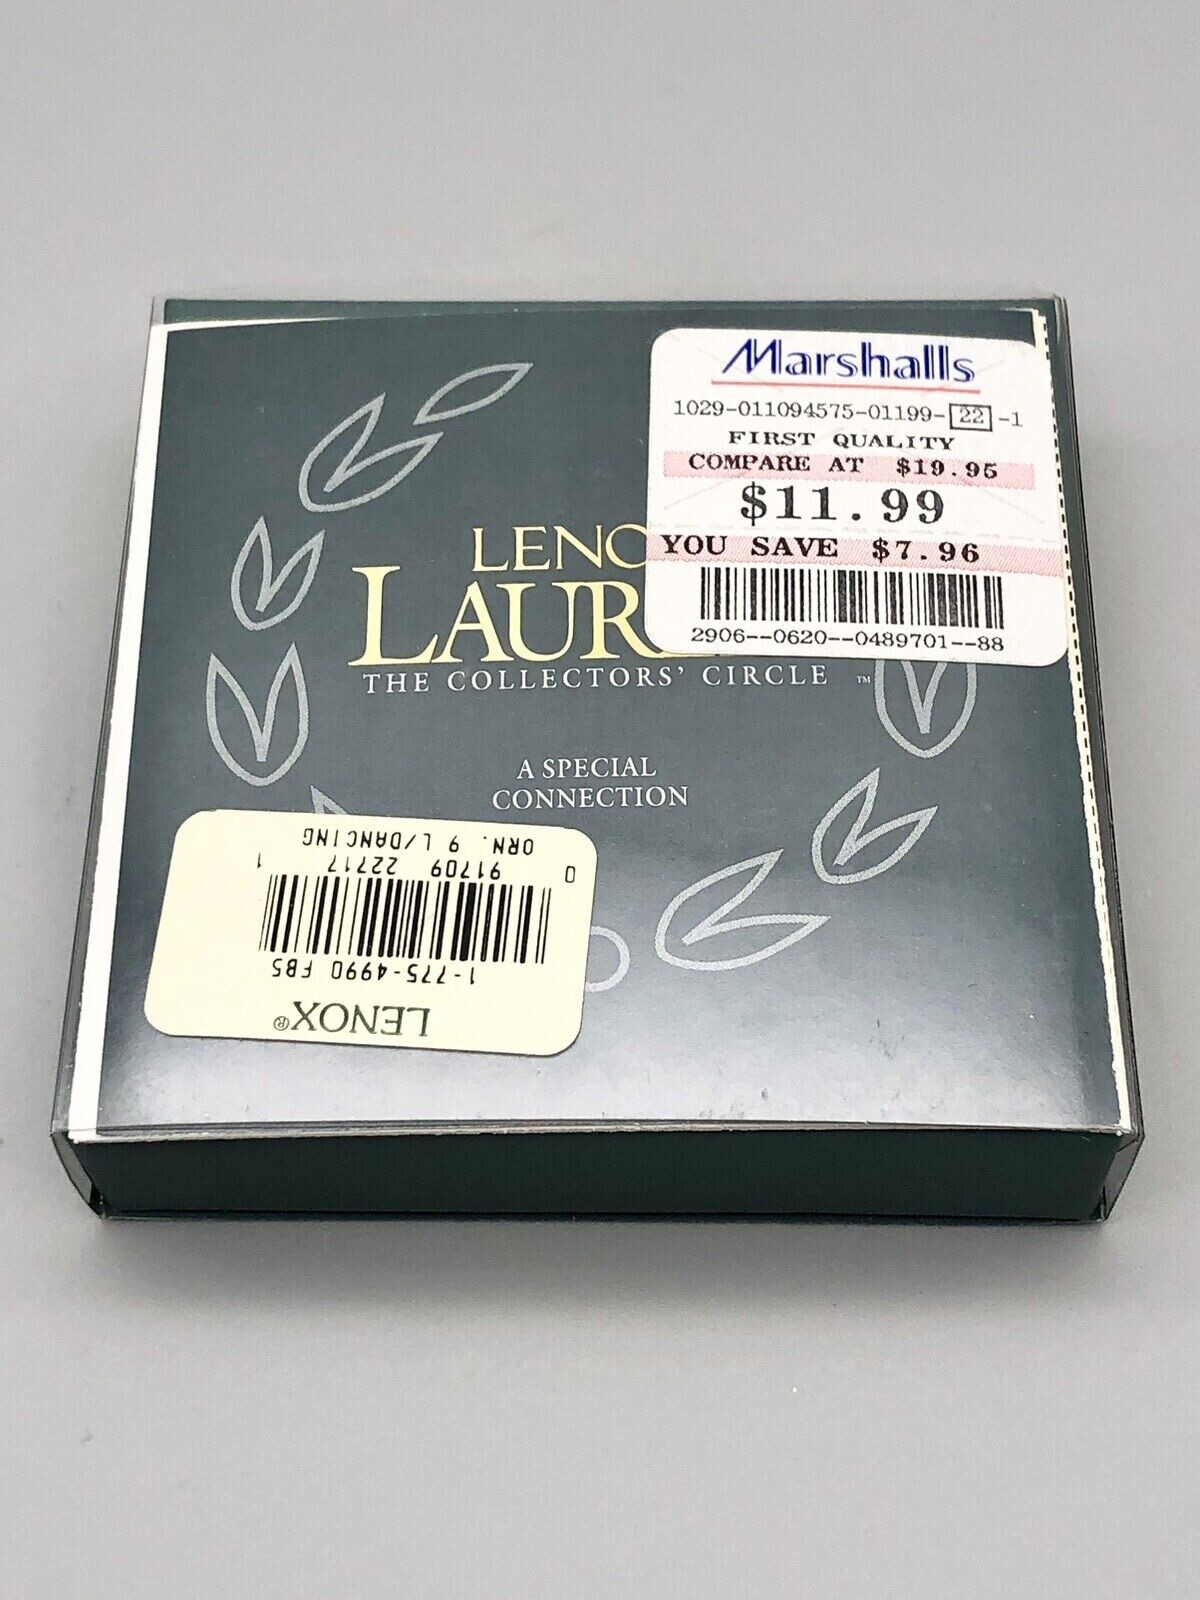 Marshalls
1029-011094575-01199-22-1
FIRST QUALITY
COMPARE AT $19.95
$11.99
YOU SAVE $7.96
2906--0620--0489701--88
LENO
LAUR
THE COLLECTORS' CIRCLE ™
A SPECIAL
CONNECTION
LENOX®
1-775-4990 FB5
0 91709 22717 1
ORN. 9 L/DANCING